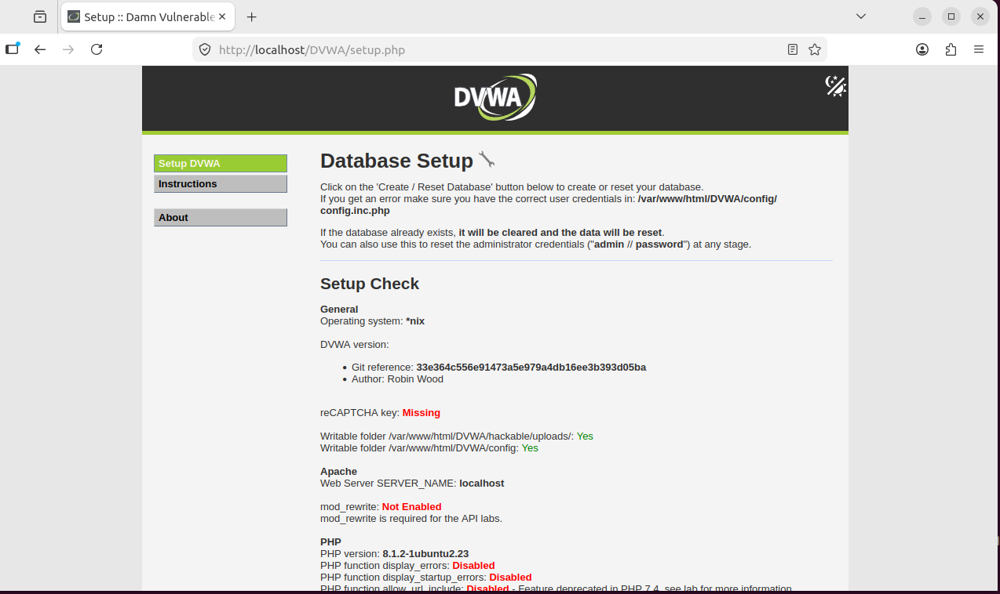 Setup :: Damn Vulnerable
http://localhost/DVWA/setup.php
DVWA
Setup DVWA
Instructions
About
Database Setup
Click on the 'Create / Reset Database' button below to create or reset your database.
If you get an error make sure you have the correct user credentials in: /var/www/html/DVWA/config/
config.inc.php
If the database already exists, it will be cleared and the data will be reset.
You can also use this to reset the administrator credentials ("admin // password") at any stage.
Setup Check
General
Operating system: *nix
DVWA version:
• Git reference: 33e364c556e91473a5e979a4db16ee3b393d05ba
• Author: Robin Wood
reCAPTCHA key: Missing
Writable folder /var/www/html/DVWA/hackable/uploads/: Yes
Writable folder /var/www/html/DVWA/config: Yes
Apache
Web Server SERVER_NAME: localhost
mod_rewrite: Not Enabled
mod_rewrite is required for the API labs.
PHP
PHP version: 8.1.2-1ubuntu2.23
PHP function display_errors: Disabled
PHP function display_startup_errors: Disabled
PHP function allow_url_include: Disabled - Feature deprecated in PHP 7.4, see lab for more information